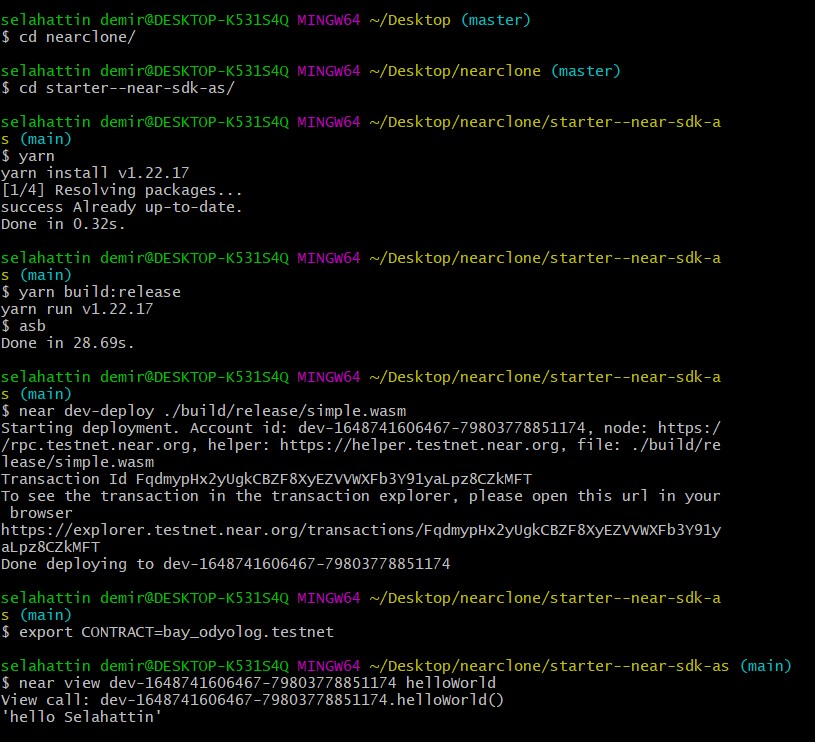 selahattin demir@DESKTOP-K531S4Q MINGW64 ~/Desktop (master)
$ cd nearclone/
selahattin demir@DESKTOP-K531S4Q MINGW64 ~/Desktop/nearclone (master)
$ cd starter--near-sdk-as/
selahattin demir@DESKTOP-K531S4Q MINGW64 ~/Desktop/nearclone/starter--near-sdk-a
s (main)
$ yarn
yarn install v1.22.17
[1/4] Resolving packages...
success Already up-to-date.
Done in 0.32s.
selahattin demir@DESKTOP-K531S4Q MINGW64 ~/Desktop/nearclone/starter--near-sdk-a
s (main)
$ yarn build:release
yarn run v1.22.17
$ asb
Done in 28.69s.
selahattin demir@DESKTOP-K531S4Q MINGW64 ~/Desktop/nearclone/starter--near-sdk-a
s (main)
$ near dev-deploy ./build/release/simple.wasm
Starting deployment. Account id: dev-1648741606467-79803778851174, node: https:/
/rpc.testnet.near.org, helper: https://helper.testnet.near.org, file: ./build/re
lease/simple.wasm
Transaction Id FqdmypHx2yUgkCBZF8XyEZVVWXFb3Y91yaLpz8CZkMFT
To see the transaction in the transaction explorer, please open this url in your
 browser
https://explorer.testnet.near.org/transactions/FqdmypHx2yUgkCBZF8XyEZVVWXFb3Y91y
aLpz8CZkMFT
Done deploying to dev-1648741606467-79803778851174
selahattin demir@DESKTOP-K531S4Q MINGW64 ~/Desktop/nearclone/starter--near-sdk-a
s (main)
$ export CONTRACT=bay_odyolog.testnet
selahattin demir@DESKTOP-K531S4Q MINGW64 ~/Desktop/nearclone/starter--near-sdk-as (main)
$ near view dev-1648741606467-79803778851174 helloWorld
View call: dev-1648741606467-79803778851174.helloWorld()
'hello Selahattin'